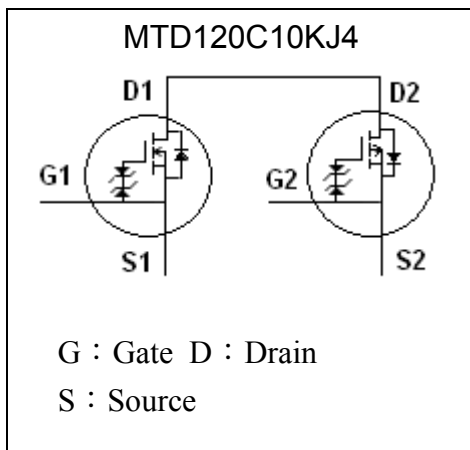 MTD120C10KJ4
D1 D2
G1 G2
S1 S2
G：Gate D：Drain
S：Source